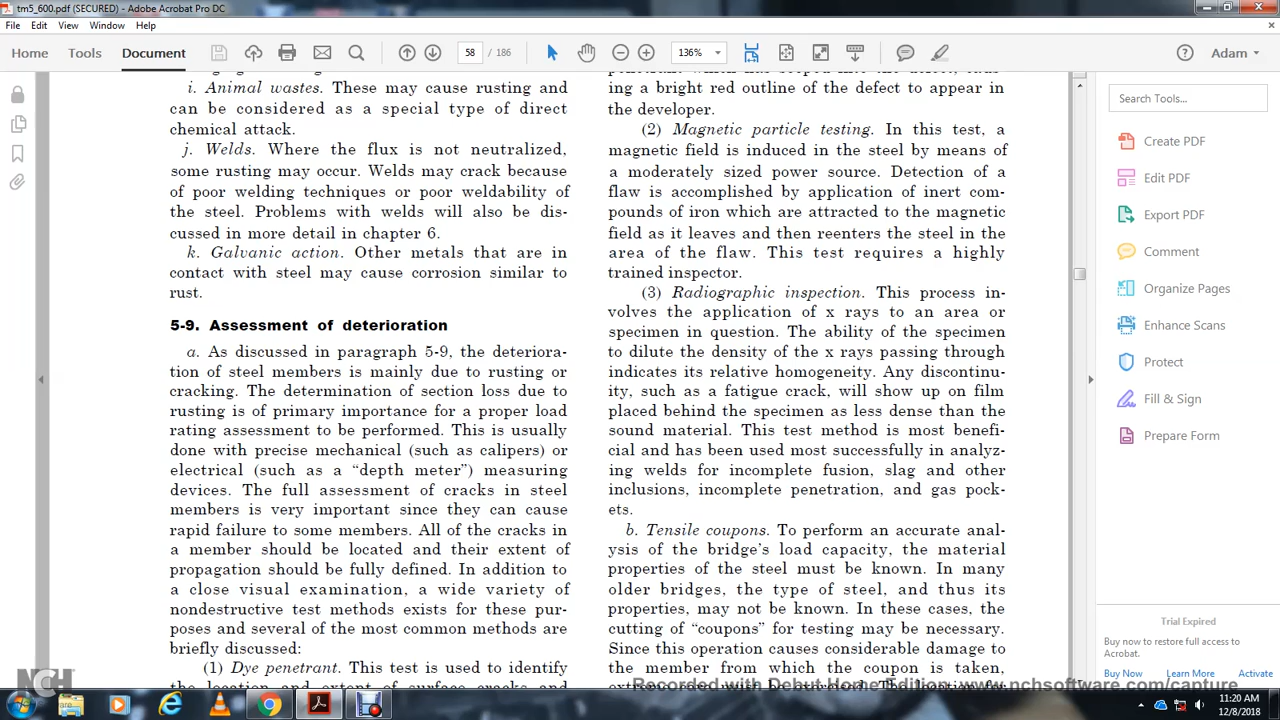 tm5_600.pdf (SECURED) - Adobe Acrobat Pro DC
File Edit View Window Help
Home Tools Document 58 / 186 136% Adam
i. Animal wastes. These may cause rusting and
can be considered as a special type of direct
chemical attack.
j. Welds. Where the flux is not neutralized,
some rusting may occur. Welds may crack because
of poor welding techniques or poor weldability of
the steel. Problems with welds will also be dis-
cussed in more detail in chapter 6.
k. Galvanic action. Other metals that are in
contact with steel may cause corrosion similar to
rust.
5-9. Assessment of deterioration
a. As discussed in paragraph 5-9, the deteriora-
tion of steel members is mainly due to rusting or
cracking. The determination of section loss due to
rusting is of primary importance for a proper load
rating assessment to be performed. This is usually
done with precise mechanical (such as calipers) or
electrical (such as a “depth meter”) measuring
devices. The full assessment of cracks in steel
members is very important since they can cause
rapid failure to some members. All of the cracks in
a member should be located and their extent of
propagation should be fully defined. In addition to
a close visual examination, a wide variety of
nondestructive test methods exists for these pur-
poses and several of the most common methods are
briefly discussed:
(1) Dye penetrant. This test is used to identify
the location and extent of surface cracks and
penetrant which has seeped into the defect, caus-
ing a bright red outline of the defect to appear in
the developer.
(2) Magnetic particle testing. In this test, a
magnetic field is induced in the steel by means of
a moderately sized power source. Detection of a
flaw is accomplished by application of inert com-
pounds of iron which are attracted to the magnetic
field as it leaves and then reenters the steel in the
area of the flaw. This test requires a highly
trained inspector.
(3) Radiographic inspection. This process in-
volves the application of x rays to an area or
specimen in question. The ability of the specimen
to dilute the density of the x rays passing through
indicates its relative homogeneity. Any discontinu-
ity, such as a fatigue crack, will show up on film
placed behind the specimen as less dense than the
sound material. This test method is most benefi-
cial and has been used most successfully in analyz-
ing welds for incomplete fusion, slag and other
inclusions, incomplete penetration, and gas pock-
ets.
b. Tensile coupons. To perform an accurate anal-
ysis of the bridge’s load capacity, the material
properties of the steel must be known. In many
older bridges, the type of steel, and thus its
properties, may not be known. In these cases, the
cutting of “coupons” for testing may be necessary.
Since this operation causes considerable damage to
the member from which the coupon is taken,
Search Tools...
Create PDF
Edit PDF
Export PDF
Comment
Organize Pages
Enhance Scans
Protect
Fill & Sign
Prepare Form
Trial Expired
Buy now to restore full access to
Acrobat.
Buy Now Learn More Activate
NCH
Recorded with Debut Home Edition www.nchsoftware.com/capture
11:20 AM
12/8/2018